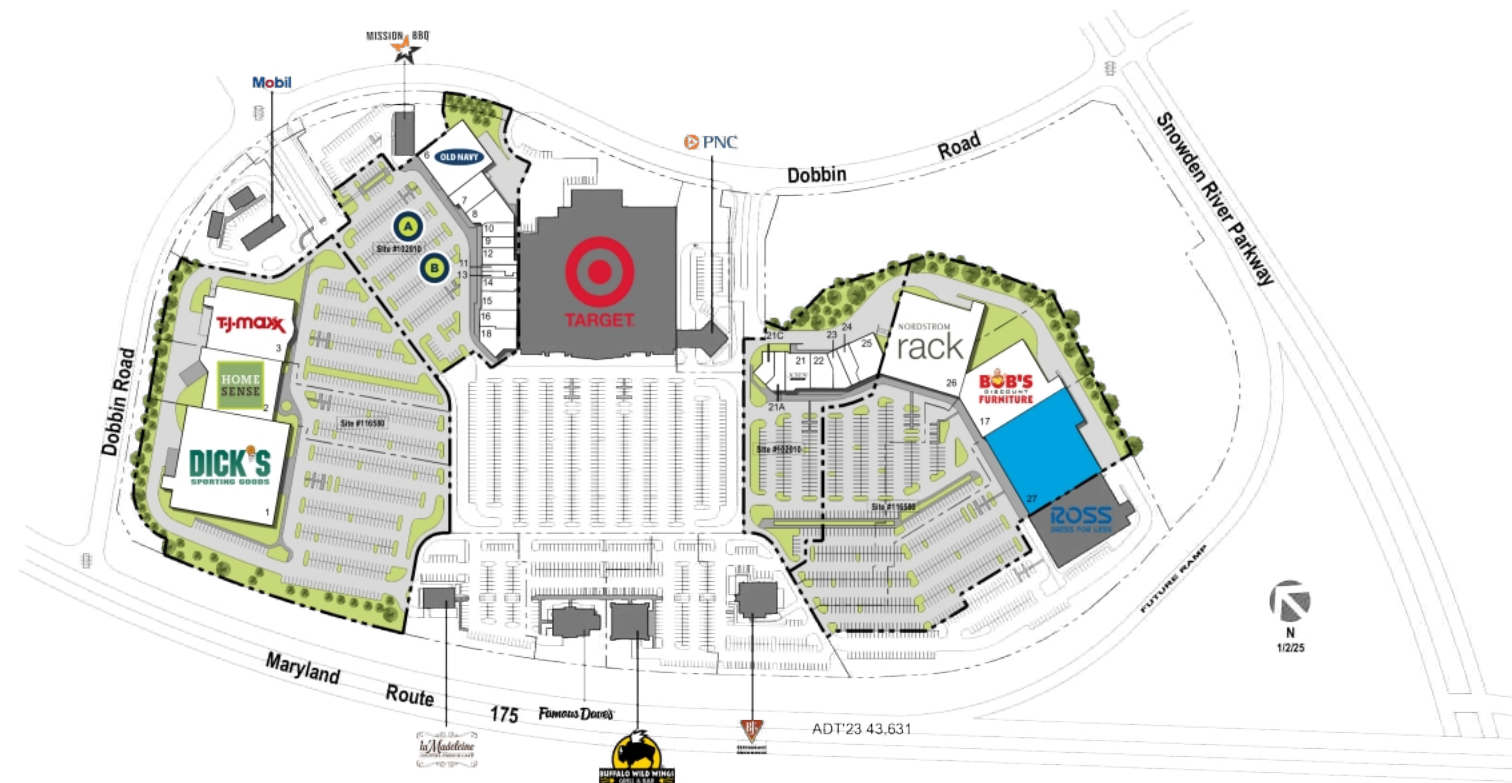 MISSION BBQ
Mobil
PNC
Dobbin
Road
Snowden River Parkway
6
OLD NAVY
7
8
10
9
12
11
13
14
15
16
18
A
Site #102010
B
TARGET
T·J·maxx
3
HOME
SENSE
2
DICK'S
SPORTING GOODS
1
Site #116580
Dobbin Road
21C
21
22
23
24
25
21A
NORDSTROM
rack
26
BOB'S
DISCOUNT
FURNITURE
17
27
ROSS
DRESS FOR LESS
Site #102010
Site #116580
FUTURE RAMP
N
1/2/25
Maryland
Route
175
Famous Dave's
ADT'23 43,631
la Madeleine
BUFFALO WILD WINGS
GRILL & BAR